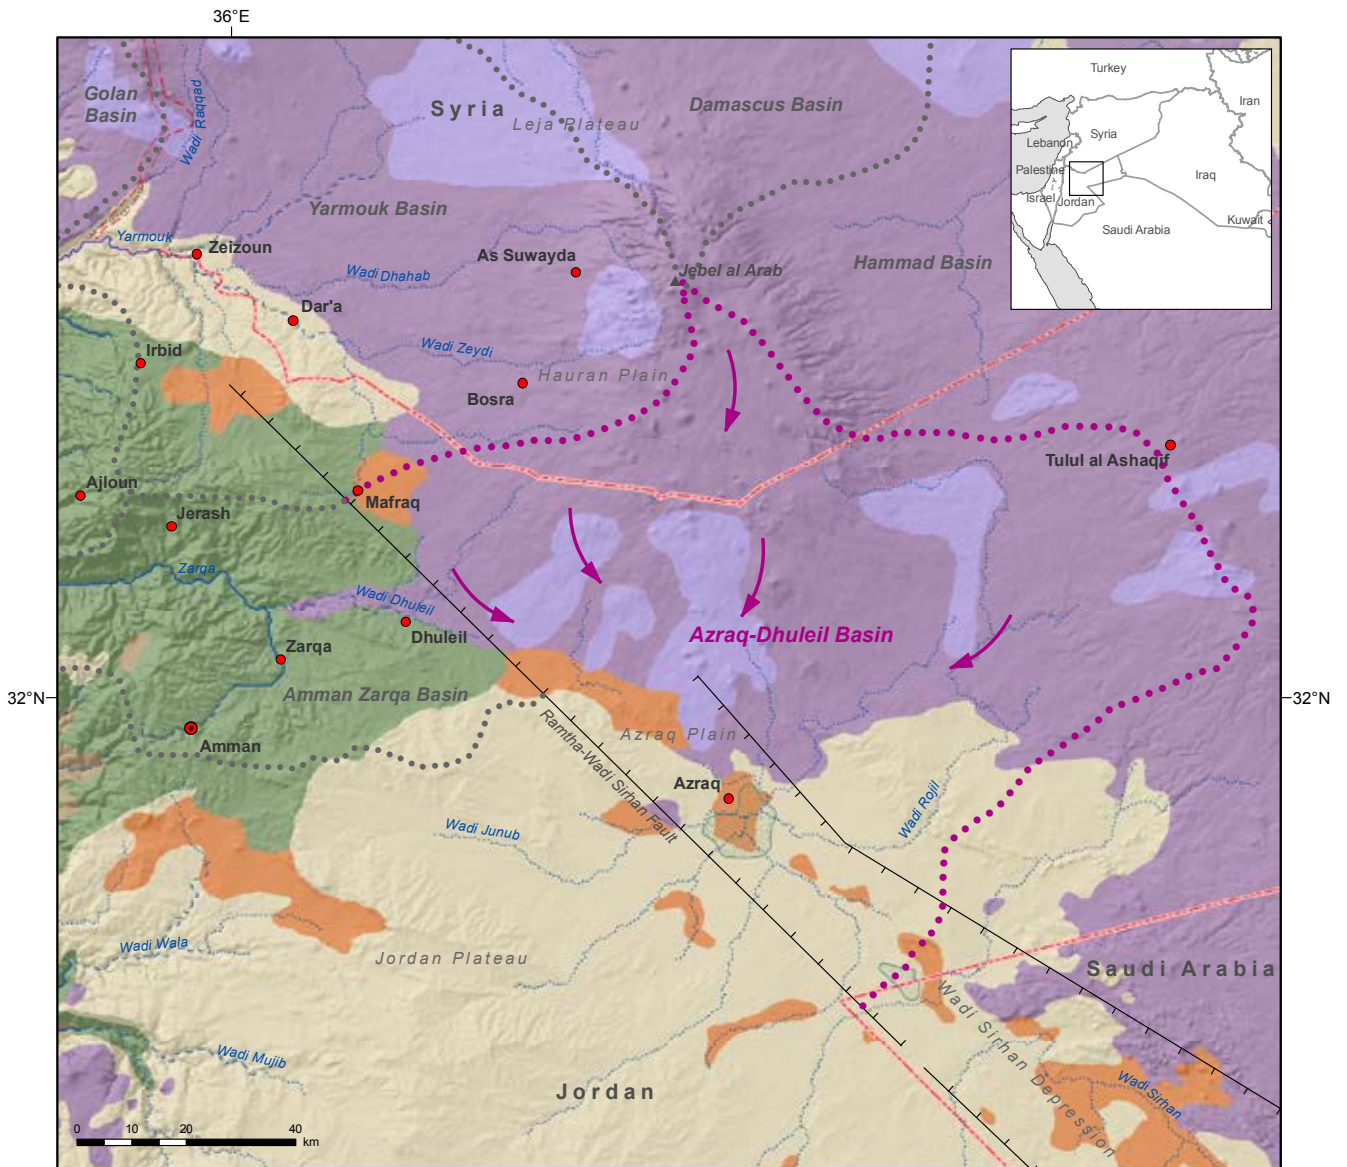 36°E
Golan
Basin
Wadi Raqqad
Syria
Leja Plateau
Damascus Basin
Turkey
Iran
Syria
Lebanon
Palestine
Iraq
Israel
Jordan
Kuwait
Saudi Arabia
Yarmouk Basin
Yarmouk
Zeizoun
As Suwayda
Jebel al Arab
Hammad Basin
Wadi Dhahab
Dar'a
Irbid
Wadi Zeydi
Hauran Plain
Bosra
Tulul al Ashaqif
Ajloun
Mafraq
Jerash
Zarqa
Wadi Dhuleil
Dhuleil
Azraq-Dhuleil Basin
Zarqa
Amman Zarqa Basin
32°N
32°N
Amman
Ramtha-Wadi Sirhan Fault
Azraq Plain
Azraq
Wadi Rojil
Wadi Junub
Wadi Wala
Jordan Plateau
Saudi Arabia
Wadi Sirhan Depression
Wadi Mujib
Wadi Sirhan
Jordan
0 10 20 40
km